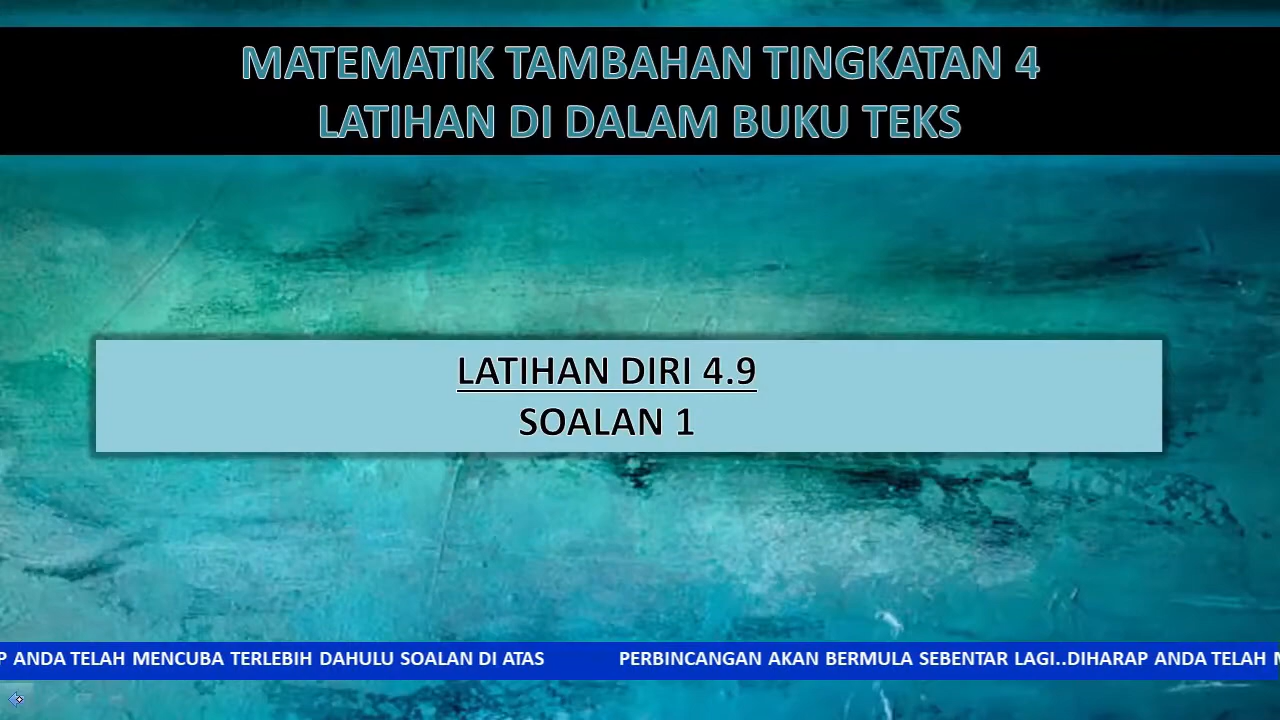 MATEMATIK TAMBAHAN TINGKATAN 4
LATIHAN DI DALAM BUKU TEKS
LATIHAN DIRI 4.9
SOALAN 1
P ANDA TELAH MENCUBA TERLEBIH DAHULU SOALAN DI ATAS PERBINCANGAN AKAN BERMULA SEBENTAR LAGI..DIHARAP ANDA TELAH